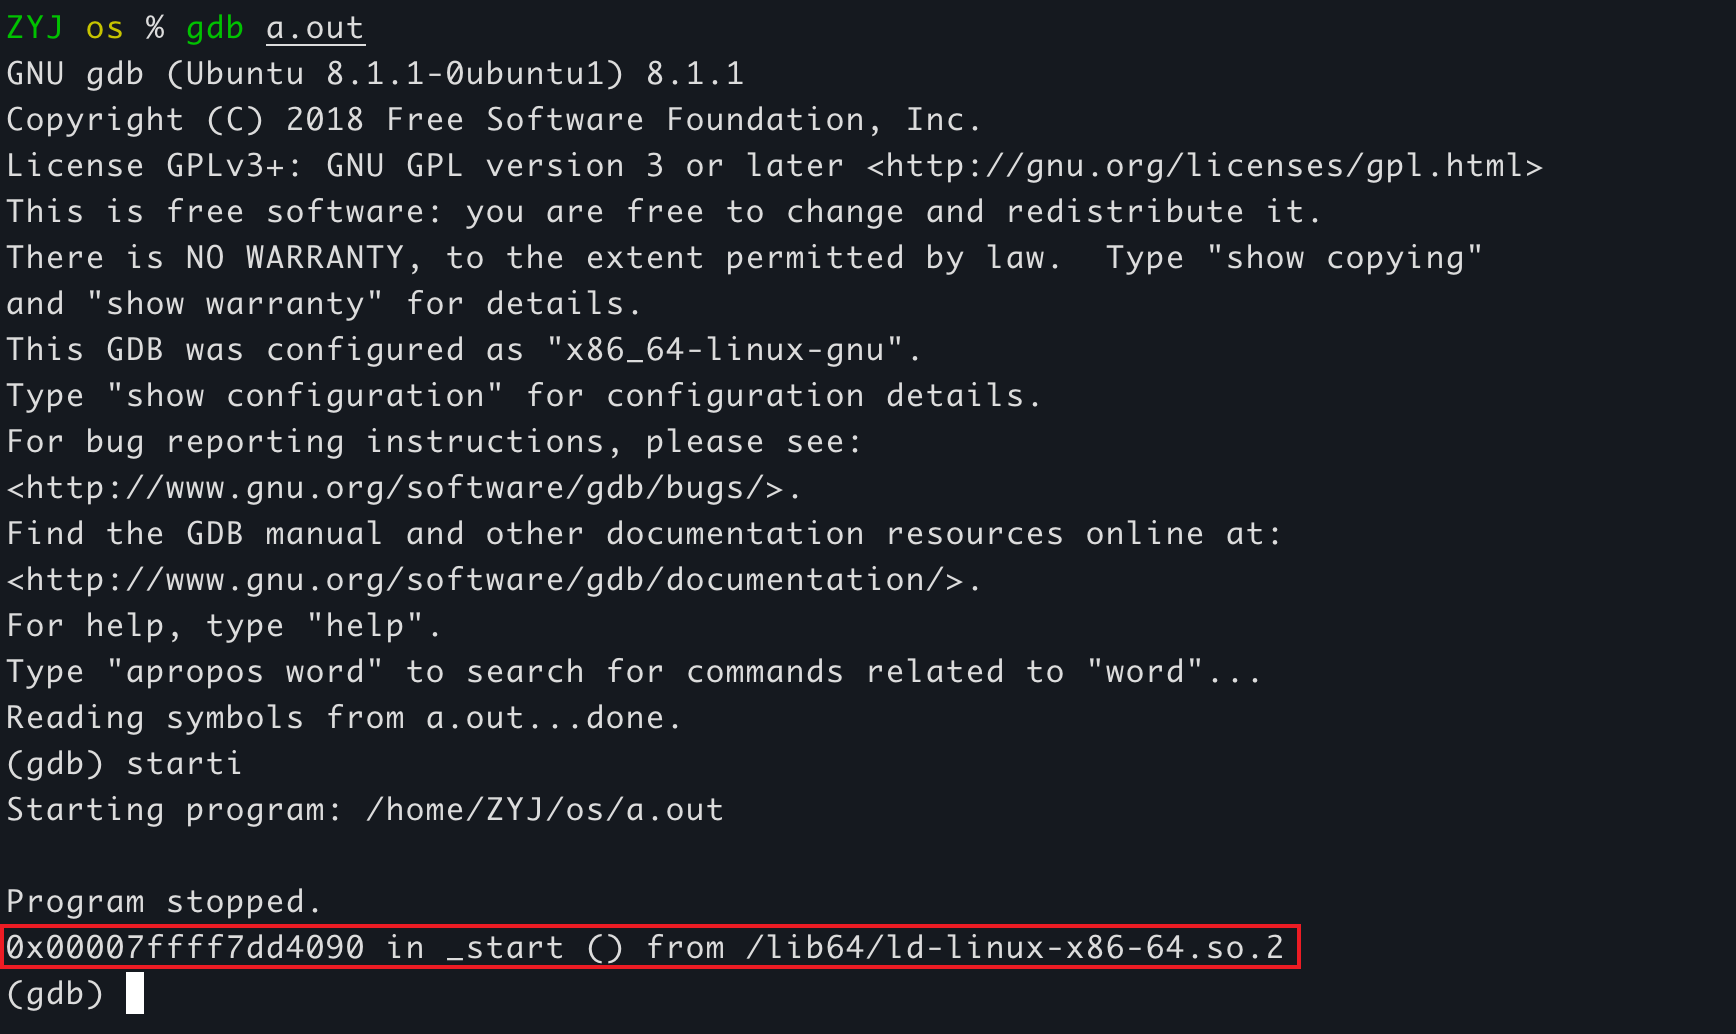 ZYJ os % gdb a.out
GNU gdb (Ubuntu 8.1.1-0ubuntu1) 8.1.1
Copyright (C) 2018 Free Software Foundation, Inc.
License GPLv3+: GNU GPL version 3 or later <http://gnu.org/licenses/gpl.html>
This is free software: you are free to change and redistribute it.
There is NO WARRANTY, to the extent permitted by law.  Type "show copying"
and "show warranty" for details.
This GDB was configured as "x86_64-linux-gnu".
Type "show configuration" for configuration details.
For bug reporting instructions, please see:
<http://www.gnu.org/software/gdb/bugs/>.
Find the GDB manual and other documentation resources online at:
<http://www.gnu.org/software/gdb/documentation/>.
For help, type "help".
Type "apropos word" to search for commands related to "word"...
Reading symbols from a.out...done.
(gdb) starti
Starting program: /home/ZYJ/os/a.out
Program stopped.
0x00007ffff7dd4090 in _start () from /lib64/ld-linux-x86-64.so.2
(gdb)